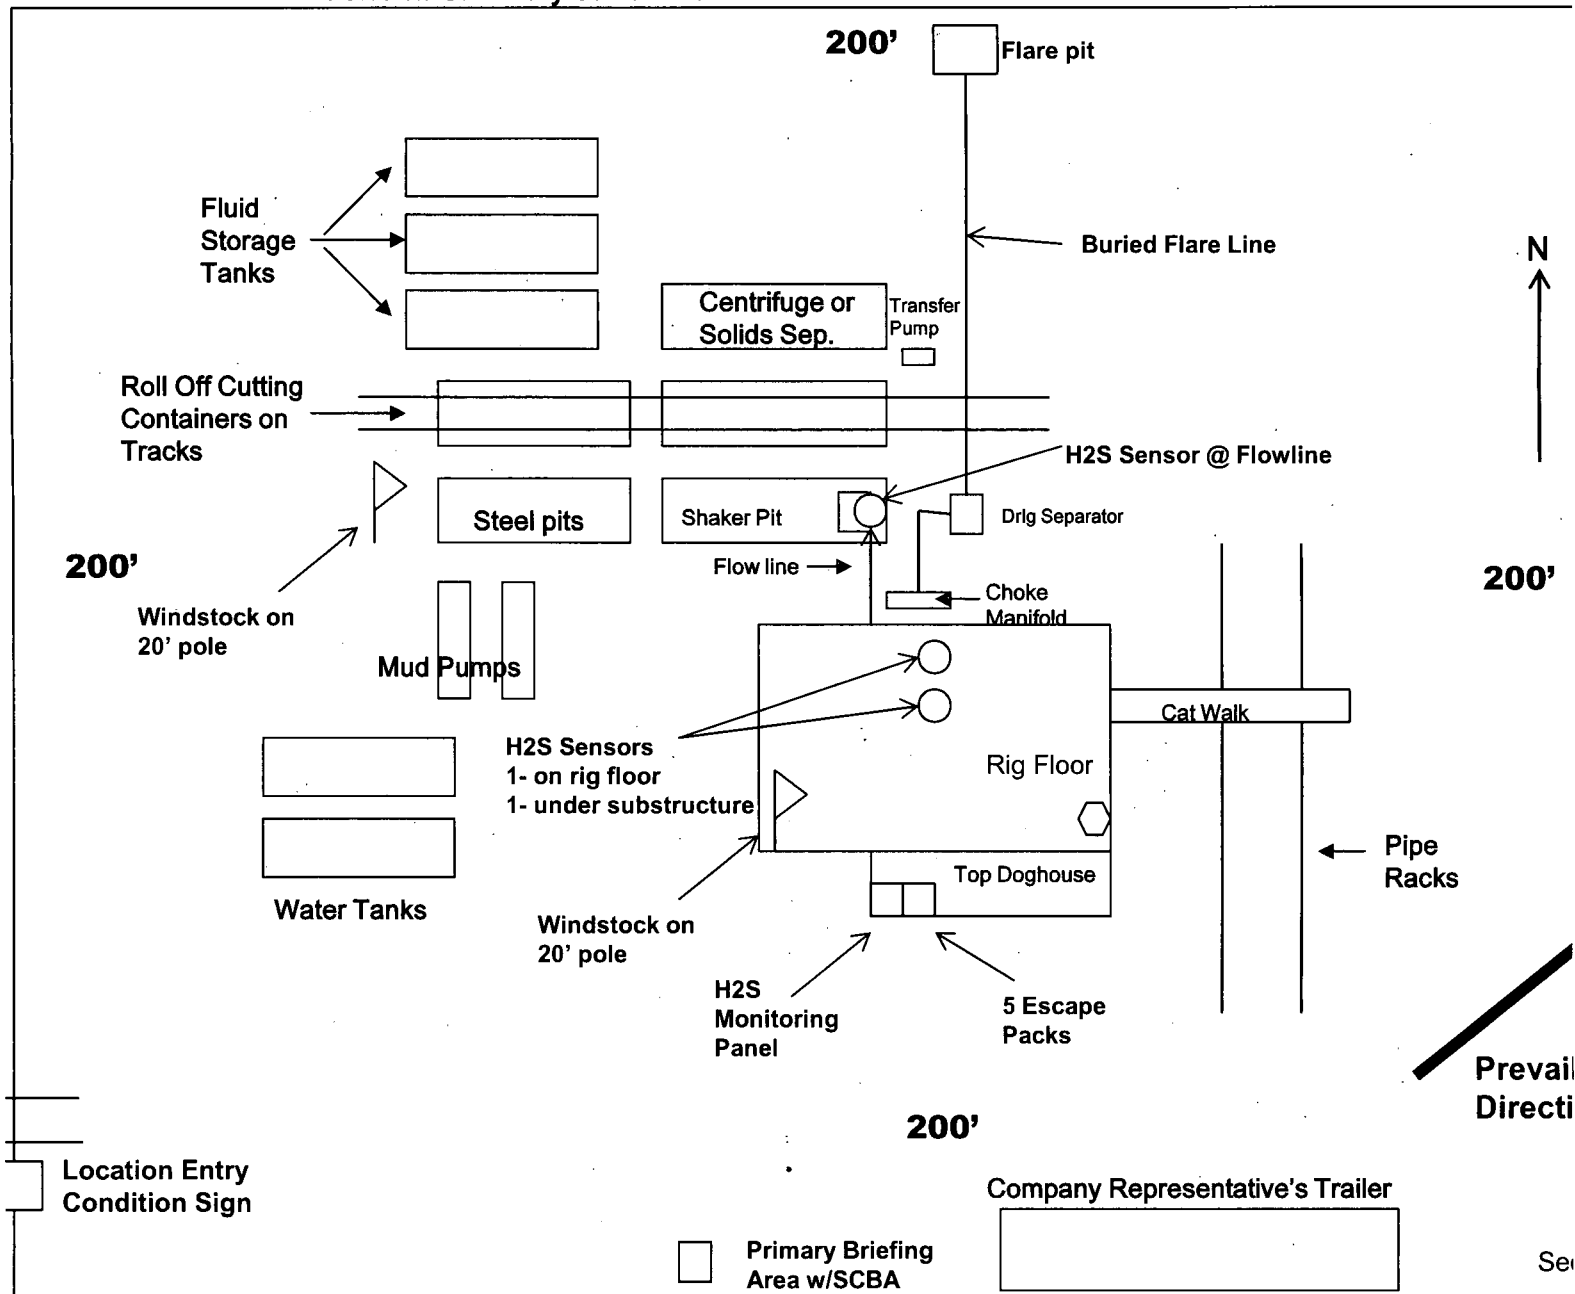 200'
Flare pit
Fluid
Storage
Tanks
Buried Flare Line
N
Centrifuge or
Solids Sep.
Transfer
Pump
Roll Off Cutting
Containers on
Tracks
H2S Sensor @ Flowline
Steel pits
Shaker Pit
Drlg Separator
200'
Flow line
200'
Windstock on
20' pole
Choke
Manifold
Mud Pumps
Cat Walk
H2S Sensors
1- on rig floor
1- under substructure
Rig Floor
Pipe
Racks
Top Doghouse
Water Tanks
Windstock on
20' pole
H2S
Monitoring
Panel
5 Escape
Packs
Prevail
Directi
200'
Location Entry
Condition Sign
Company Representative's Trailer
Primary Briefing
Area w/SCBA